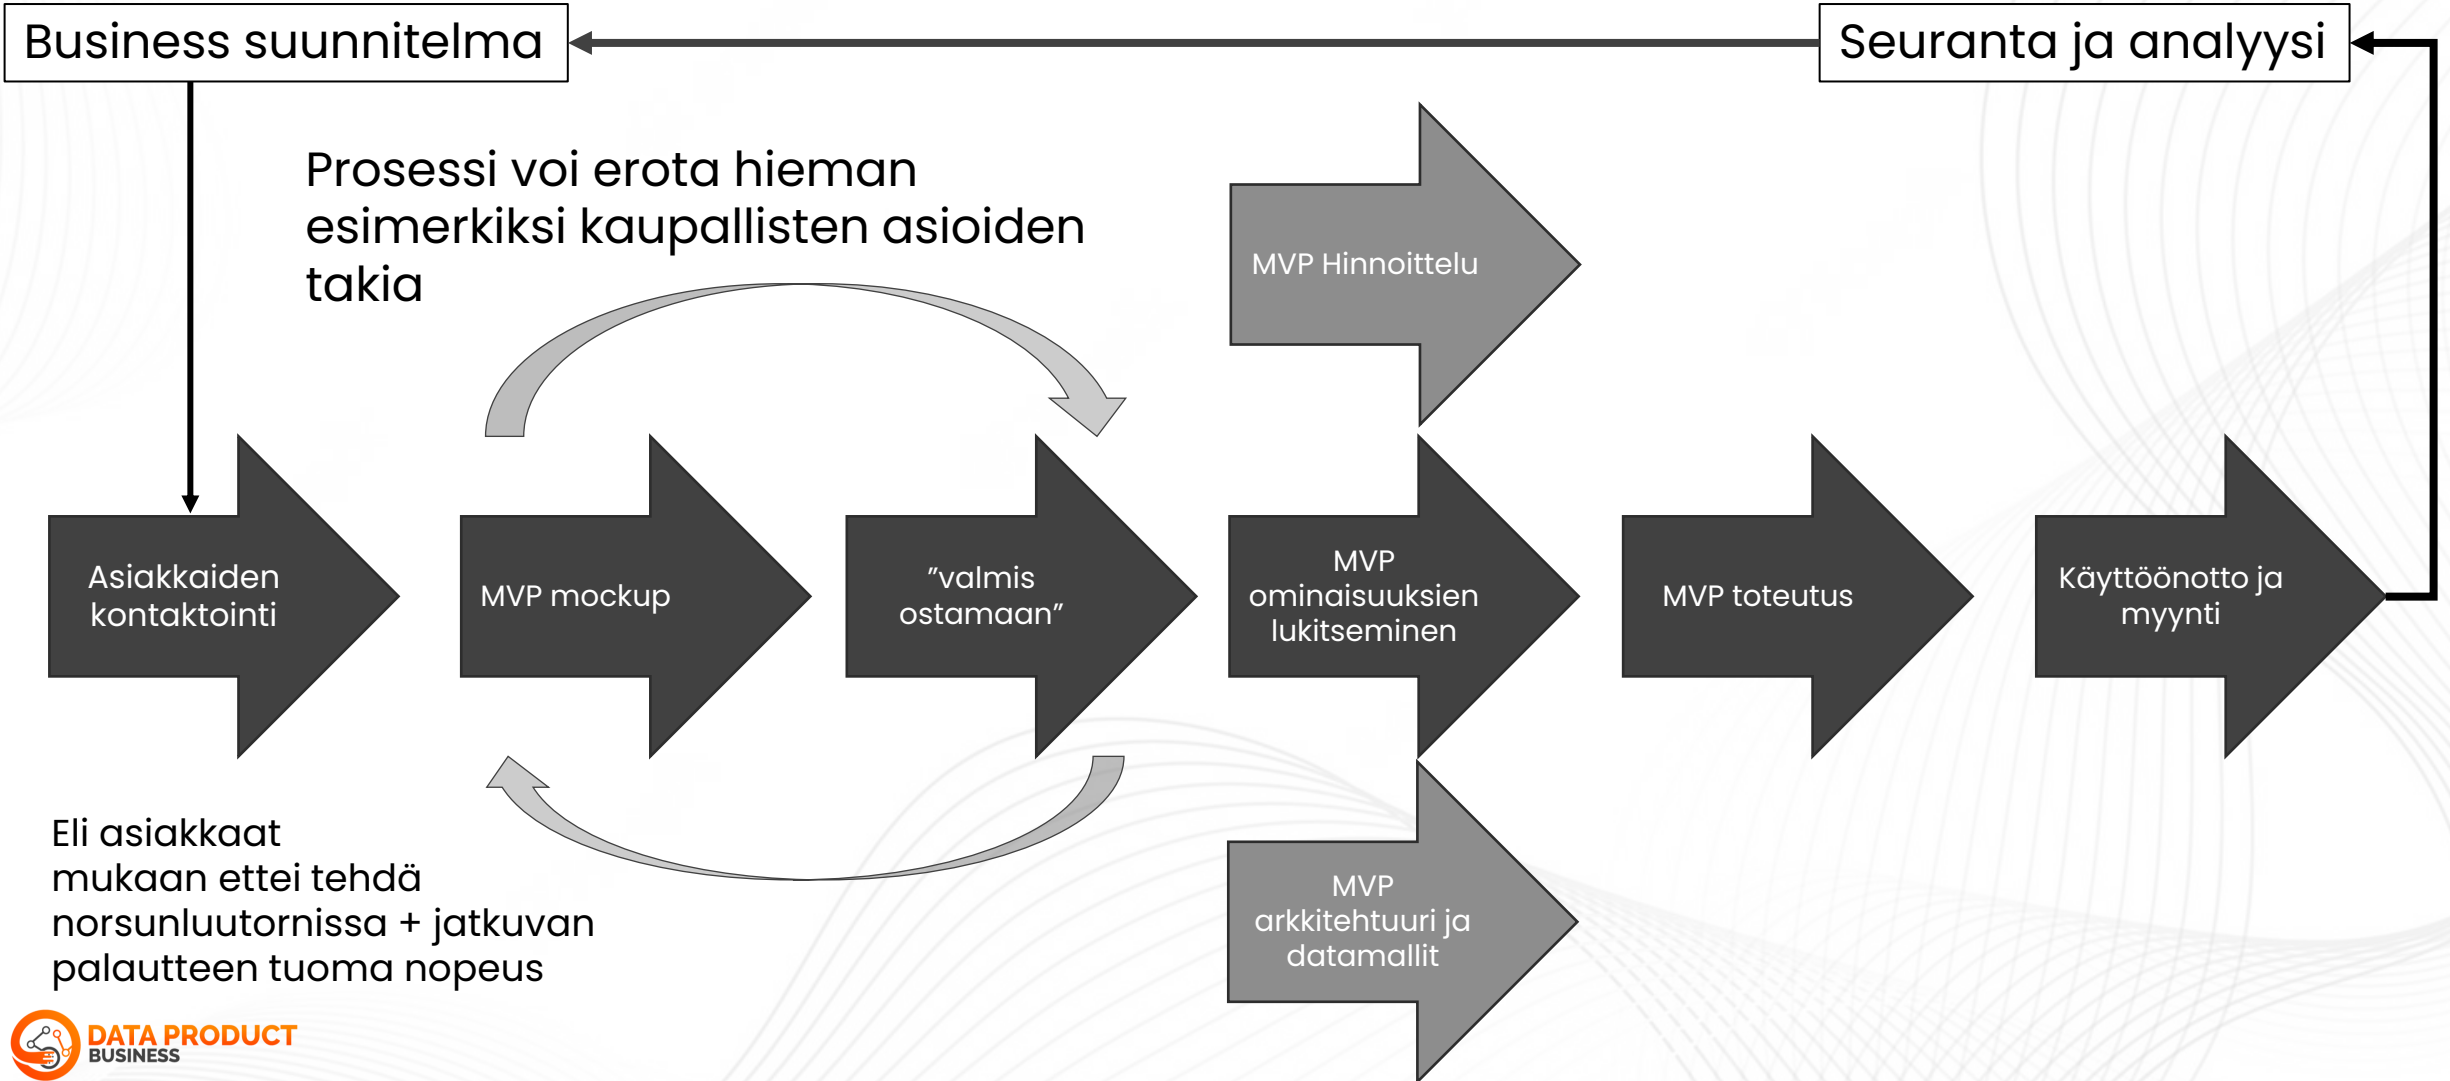 Business suunnitelma
Seuranta ja analyysi
Prosessi voi erota hieman
esimerkiksi kaupallisten asioiden
takia
MVP Hinnoittelu
Asiakkaiden
kontaktointi
MVP mockup
”valmis
ostamaan”
MVP
ominaisuuksien
lukitseminen
MVP toteutus
Käyttöönotto ja
myynti
Eli asiakkaat
mukaan ettei tehdä
norsunluutornissa + jatkuvan
palautteen tuoma nopeus
MVP
arkkitehtuuri ja
datamallit
DATA PRODUCT
BUSINESS